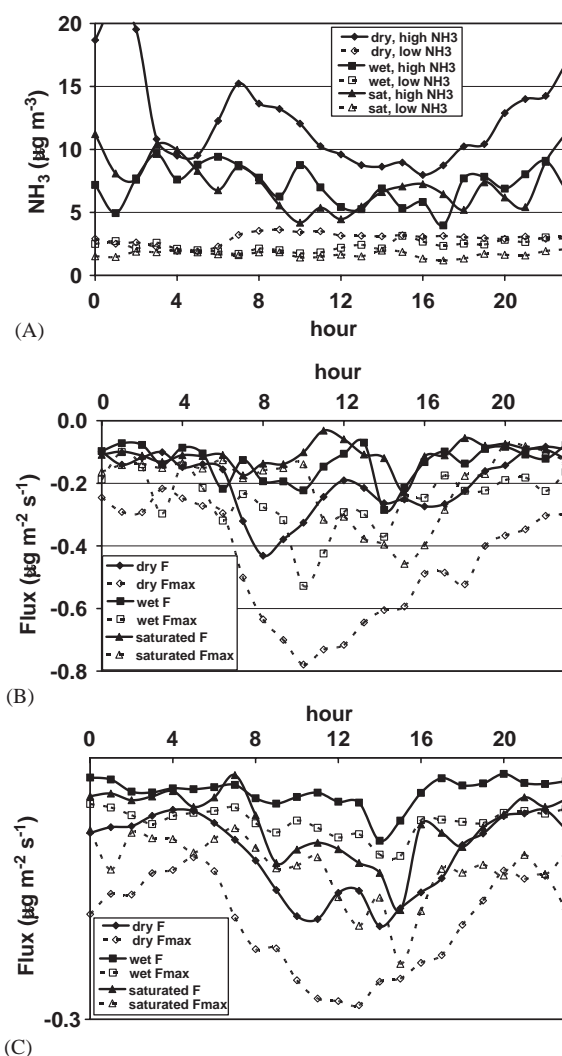 20
15
10
5
0
NH3 (µg m-3)
dry, high NH3
dry, low NH3
wet, high NH3
wet, low NH3
sat, high NH3
sat, low NH3
0 4 8 12 16 20
hour
(A)
hour
0 4 8 12 16 20
0.0
-0.2
-0.4
-0.6
-0.8
Flux (µg m-2 s-1)
dry F
dry Fmax
wet F
wet Fmax
saturated F
saturated Fmax
(B)
hour
0 4 8 12 16 20
Flux (µg m-2 s-1)
dry F
dry Fmax
wet F
wet Fmax
saturated F
saturated Fmax
-0.3
(C)